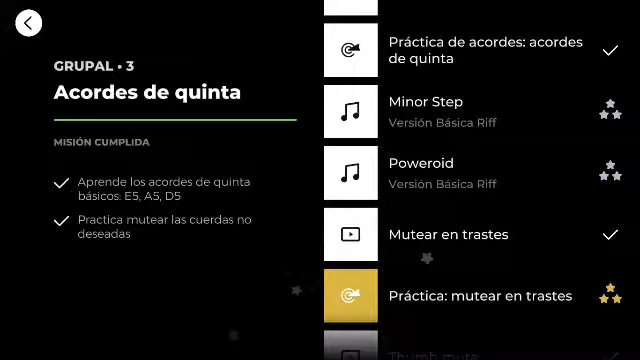 GRUPAL • 3
Acordes de quinta
MISIÓN CUMPLIDA
Aprende los acordes de quinta
básicos: E5, A5, D5
Practica mutear las cuerdas no
deseadas
Práctica de acordes: acordes
de quinta
Minor Step
Versión Básica Riff
Poweroid
Versión Básica Riff
Mutear en trastes
Práctica: mutear en trastes
Thumb mute